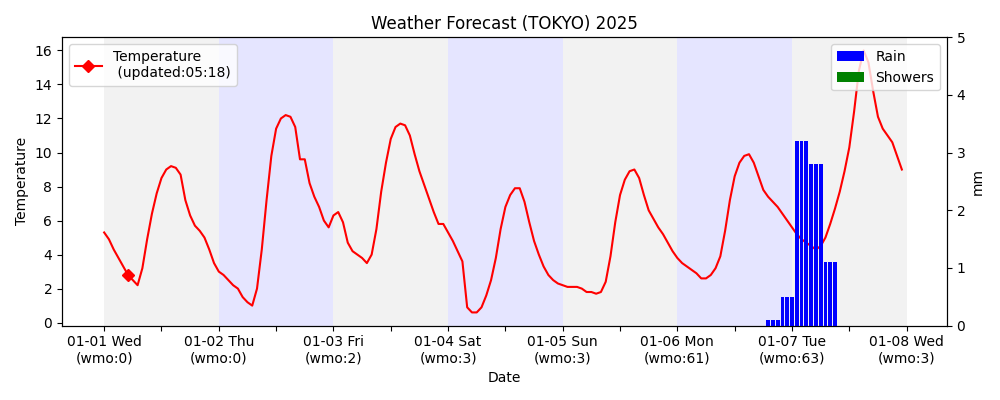 Weather Forecast (TOKYO) 2025
Temperature
(updated:05:18)
Rain
Showers
16
14
12
10
8
6
4
2
0
Temperature
5
4
3
2
1
0
mm
01-01 Wed
(wmo:0)
01-02 Thu
(wmo:0)
01-03 Fri
(wmo:2)
01-04 Sat
(wmo:3)
01-05 Sun
(wmo:3)
01-06 Mon
(wmo:61)
01-07 Tue
(wmo:63)
01-08 Wed
(wmo:3)
Date